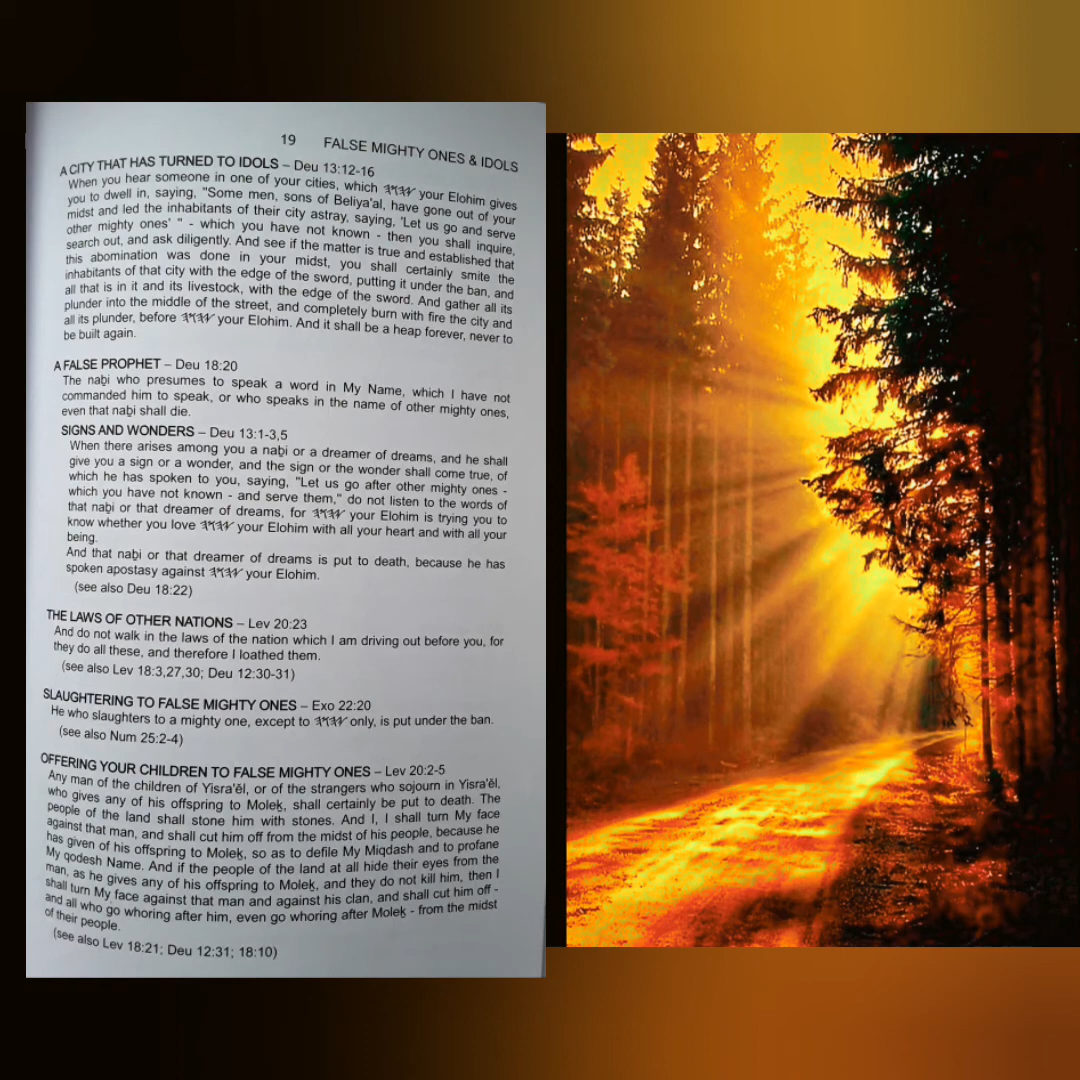 19 FALSE MIGHTY ONES & IDOLS
A CITY THAT HAS TURNED TO IDOLS – Deu 13:12-16
When you hear someone in one of your cities, which 𐤉𐤄𐤅𐤄 your Elohim gives
you to dwell in, saying, "Some men, sons of Beliya'al, have gone out of your
midst and led the inhabitants of their city astray, saying, 'Let us go and serve
other mighty ones' " - which you have not known - then you shall inquire,
search out, and ask diligently. And see if the matter is true and established that
this abomination was done in your midst, you shall certainly smite the
inhabitants of that city with the edge of the sword, putting it under the ban, and
all that is in it and its livestock, with the edge of the sword. And gather all its
plunder into the middle of the street, and completely burn with fire the city and
all its plunder, before 𐤉𐤄𐤅𐤄 your Elohim. And it shall be a heap forever, never to
be built again.
A FALSE PROPHET – Deu 18:20
The naḇi who presumes to speak a word in My Name, which I have not
commanded him to speak, or who speaks in the name of other mighty ones,
even that naḇi shall die.
SIGNS AND WONDERS – Deu 13:1-3,5
When there arises among you a naḇi or a dreamer of dreams, and he shall
give you a sign or a wonder, and the sign or the wonder shall come true, of
which he has spoken to you, saying, "Let us go after other mighty ones -
which you have not known - and serve them," do not listen to the words of
that naḇi or that dreamer of dreams, for 𐤉𐤄𐤅𐤄 your Elohim is trying you to
know whether you love 𐤉𐤄𐤅𐤄 your Elohim with all your heart and with all your
being.
And that naḇi or that dreamer of dreams is put to death, because he has
spoken apostasy against 𐤉𐤄𐤅𐤄 your Elohim.
(see also Deu 18:22)
THE LAWS OF OTHER NATIONS – Lev 20:23
And do not walk in the laws of the nation which I am driving out before you, for
they do all these, and therefore I loathed them.
(see also Lev 18:3,27,30; Deu 12:30-31)
SLAUGHTERING TO FALSE MIGHTY ONES – Exo 22:20
He who slaughters to a mighty one, except to 𐤉𐤄𐤅𐤄 only, is put under the ban.
(see also Num 25:2-4)
OFFERING YOUR CHILDREN TO FALSE MIGHTY ONES – Lev 20:2-5
Any man of the children of Yisra'ĕl, or of the strangers who sojourn in Yisra'ĕl,
who gives any of his offspring to Moleḵ, shall certainly be put to death. The
people of the land shall stone him with stones. And I, I shall turn My face
against that man, and shall cut him off from the midst of his people, because he
has given of his offspring to Moleḵ, so as to defile My Miqdash and to profane
My qodesh Name. And if the people of the land at all hide their eyes from the
man, as he gives any of his offspring to Moleḵ, and they do not kill him, then I
shall turn My face against that man and against his clan, and shall cut him off -
and all who go whoring after him, even go whoring after Moleḵ - from the midst
of their people.
(see also Lev 18:21; Deu 12:31; 18:10)